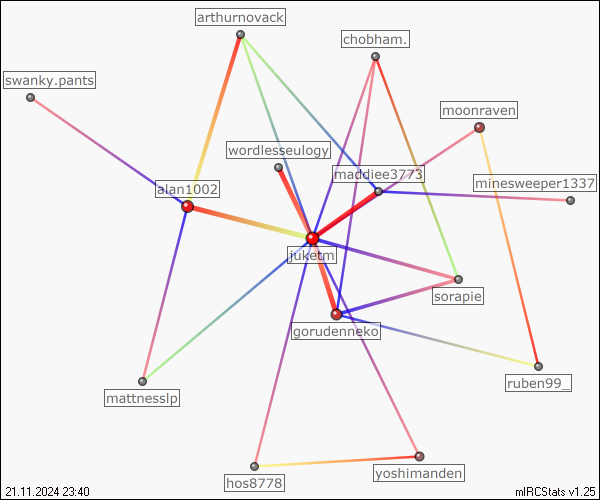 arthurnovack
chobham.
swanky.pants
moonraven
wordlesseulogy
maddiee3773
minesweeper1337
alan1002
juketm
sorapie
gorudenneko
ruben99_
mattnesslp
yoshimanden
hos8778
21.11.2024 23:40
mIRCStats v1.25